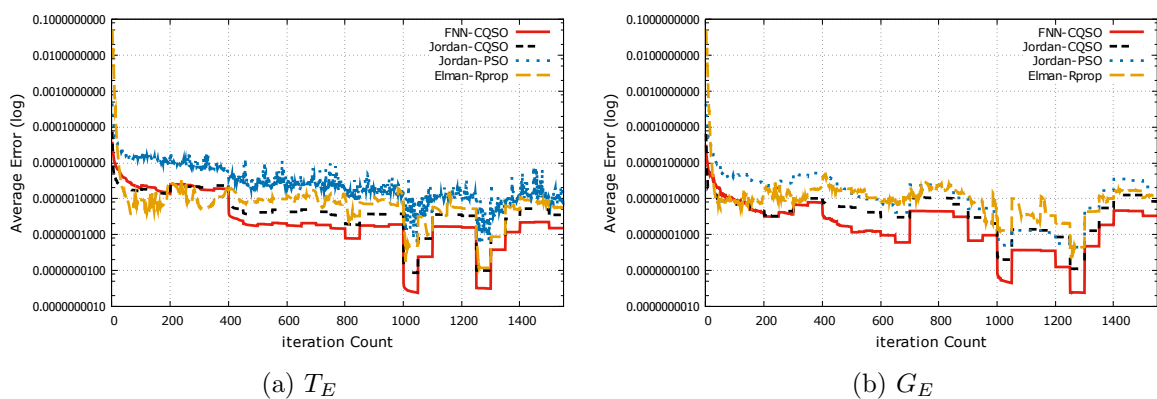 0.1000000000
0.0100000000
0.0010000000
0.0001000000
0.0000100000
0.0000010000
0.0000001000
0.0000000100
0.0000000010
Average Error (log)
0 200 400 600 800 1000 1200 1400
iteration Count
FNN-CQSO
Jordan-CQSO
Jordan-PSO
Elman-Rprop
(a) T_E
0.1000000000
0.0100000000
0.0010000000
0.0001000000
0.0000100000
0.0000010000
0.0000001000
0.0000000100
0.0000000010
Average Error (log)
0 200 400 600 800 1000 1200 1400
iteration Count
FNN-CQSO
Jordan-CQSO
Jordan-PSO
Elman-Rprop
(b) G_E